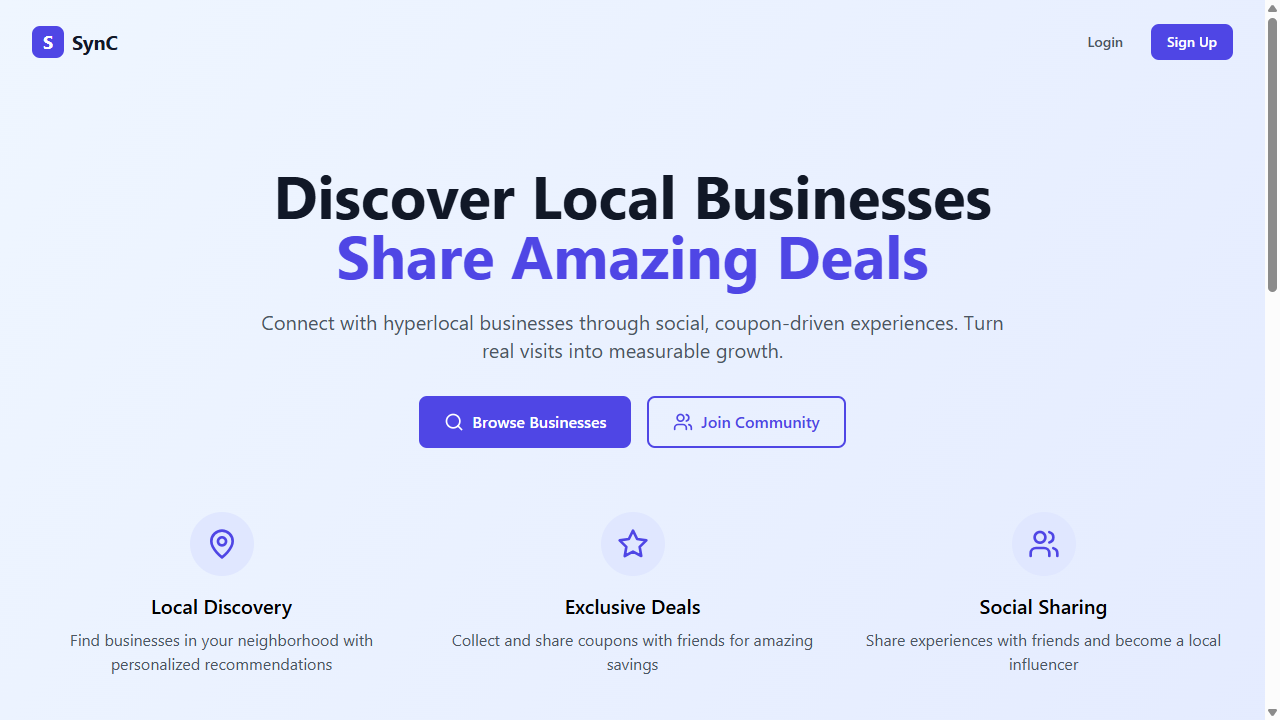 S SynC
Login
Sign Up
Discover Local Businesses
Share Amazing Deals
Connect with hyperlocal businesses through social, coupon-driven experiences. Turn
real visits into measurable growth.
Browse Businesses
Join Community
Local Discovery
Find businesses in your neighborhood with
personalized recommendations
Exclusive Deals
Collect and share coupons with friends for amazing
savings
Social Sharing
Share experiences with friends and become a local
influencer